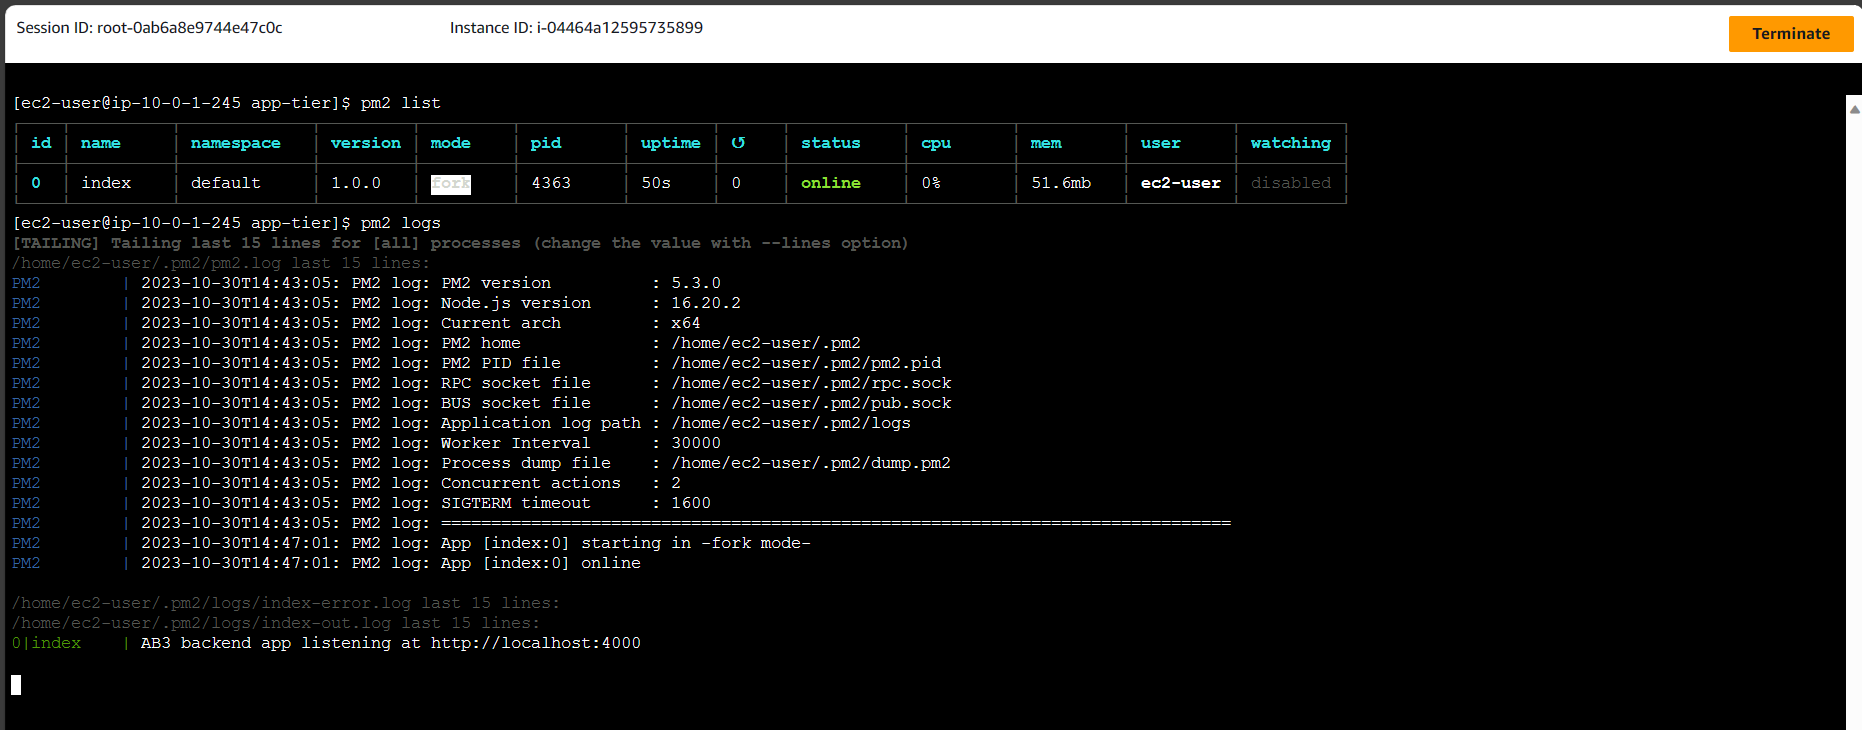 Session ID: root-0ab6a8e9744e47c0c Instance ID: i-04464a12595735899 Terminate
[ec2-user@ip-10-0-1-245 app-tier]$ pm2 list
id name namespace version mode pid uptime ↺ status cpu mem user watching
0 index default 1.0.0 fork 4363 50s 0 online 0% 51.6mb ec2-user disabled
[ec2-user@ip-10-0-1-245 app-tier]$ pm2 logs
[TAILING] Tailing last 15 lines for [all] processes (change the value with --lines option)
/home/ec2-user/.pm2/pm2.log last 15 lines:
PM2 | 2023-10-30T14:43:05: PM2 log: PM2 version : 5.3.0
PM2 | 2023-10-30T14:43:05: PM2 log: Node.js version : 16.20.2
PM2 | 2023-10-30T14:43:05: PM2 log: Current arch : x64
PM2 | 2023-10-30T14:43:05: PM2 log: PM2 home : /home/ec2-user/.pm2
PM2 | 2023-10-30T14:43:05: PM2 log: PM2 PID file : /home/ec2-user/.pm2/pm2.pid
PM2 | 2023-10-30T14:43:05: PM2 log: RPC socket file : /home/ec2-user/.pm2/rpc.sock
PM2 | 2023-10-30T14:43:05: PM2 log: BUS socket file : /home/ec2-user/.pm2/pub.sock
PM2 | 2023-10-30T14:43:05: PM2 log: Application log path : /home/ec2-user/.pm2/logs
PM2 | 2023-10-30T14:43:05: PM2 log: Worker Interval : 30000
PM2 | 2023-10-30T14:43:05: PM2 log: Process dump file : /home/ec2-user/.pm2/dump.pm2
PM2 | 2023-10-30T14:43:05: PM2 log: Concurrent actions : 2
PM2 | 2023-10-30T14:43:05: PM2 log: SIGTERM timeout : 1600
PM2 | 2023-10-30T14:43:05: PM2 log: ===============================================================================
PM2 | 2023-10-30T14:47:01: PM2 log: App [index:0] starting in -fork mode-
PM2 | 2023-10-30T14:47:01: PM2 log: App [index:0] online
/home/ec2-user/.pm2/logs/index-error.log last 15 lines:
/home/ec2-user/.pm2/logs/index-out.log last 15 lines:
0|index | AB3 backend app listening at http://localhost:4000